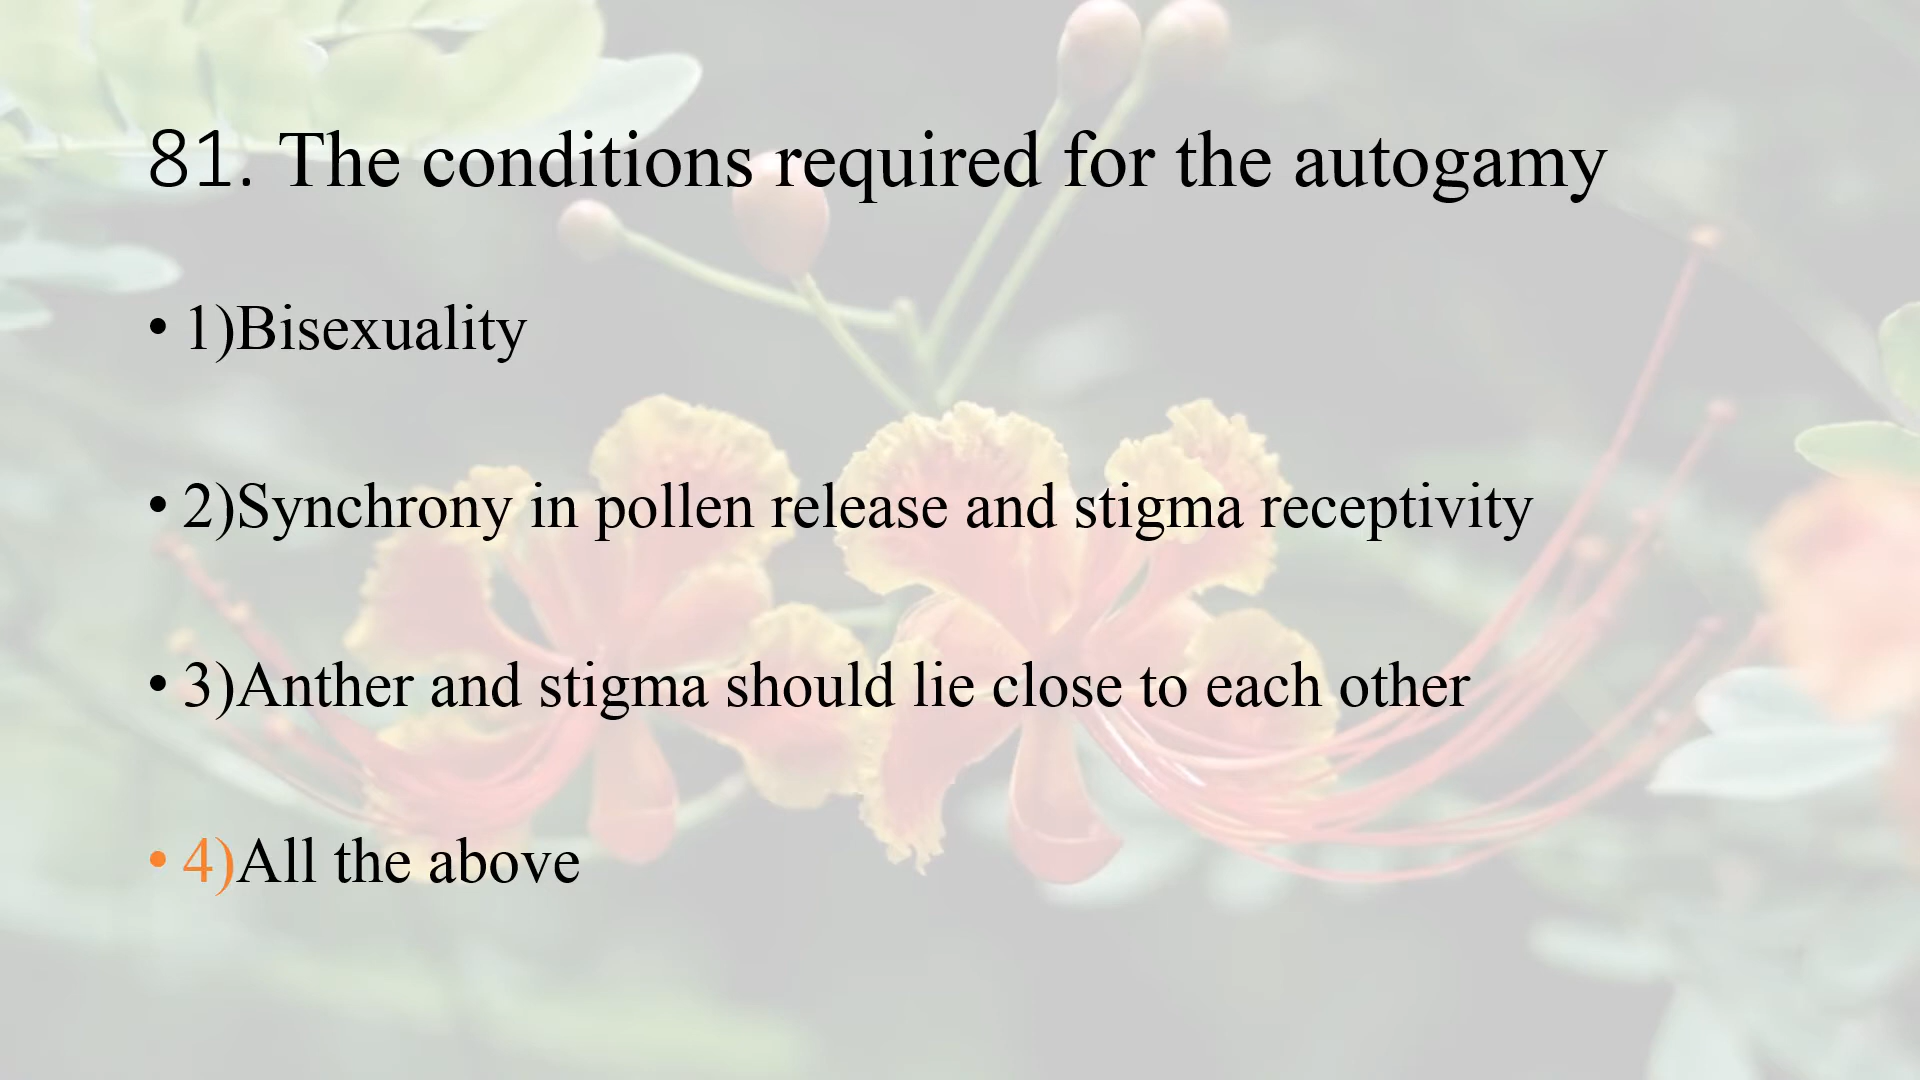 81. The conditions required for the autogamy
• 1)Bisexuality
• 2)Synchrony in pollen release and stigma receptivity
• 3)Anther and stigma should lie close to each other
• 4)All the above